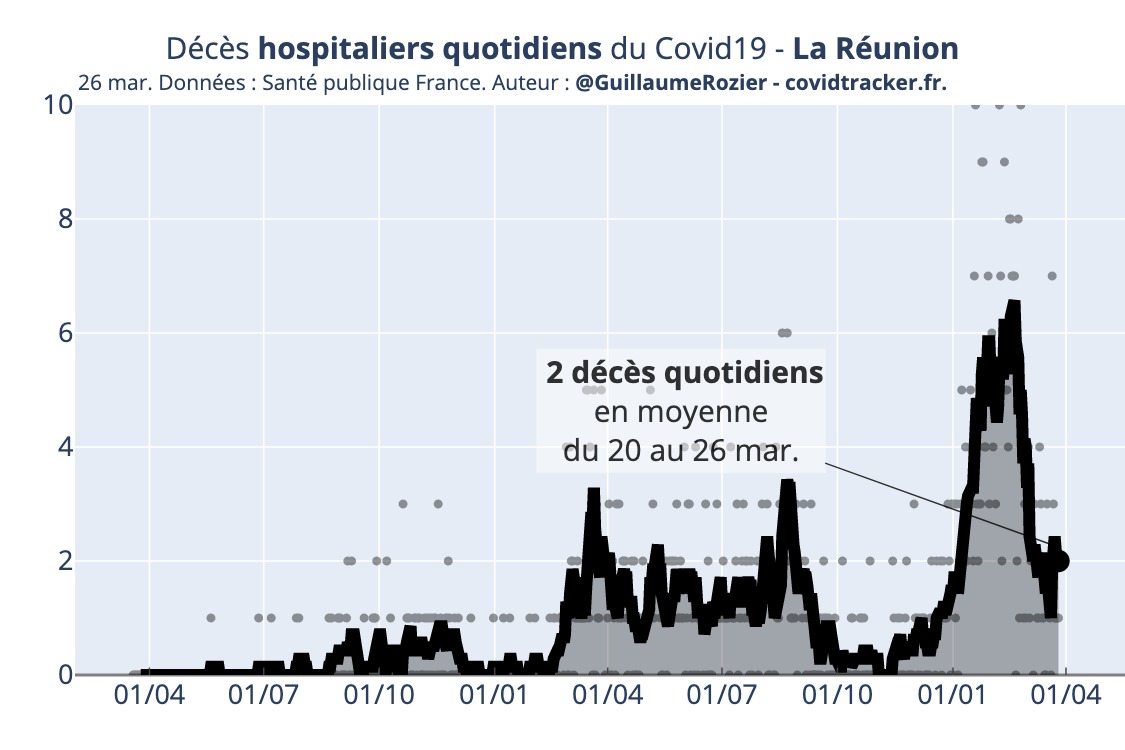 Décès hospitaliers quotidiens du Covid19 - La Réunion
26 mar. Données : Santé publique France. Auteur : @GuillaumeRozier - covidtracker.fr.
10
8
6
4
2
0
2 décès quotidiens
en moyenne
du 20 au 26 mar.
01/04 01/07 01/10 01/01 01/04 01/07 01/10 01/01 01/04